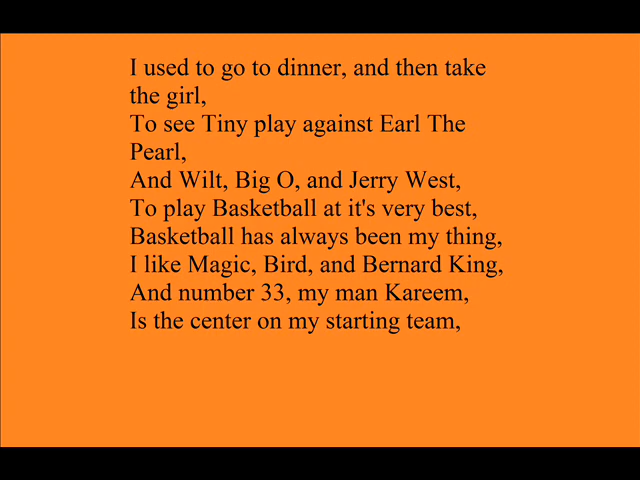 I used to go to dinner, and then take
the girl,
To see Tiny play against Earl The
Pearl,
And Wilt, Big O, and Jerry West,
To play Basketball at it's very best,
Basketball has always been my thing,
I like Magic, Bird, and Bernard King,
And number 33, my man Kareem,
Is the center on my starting team,